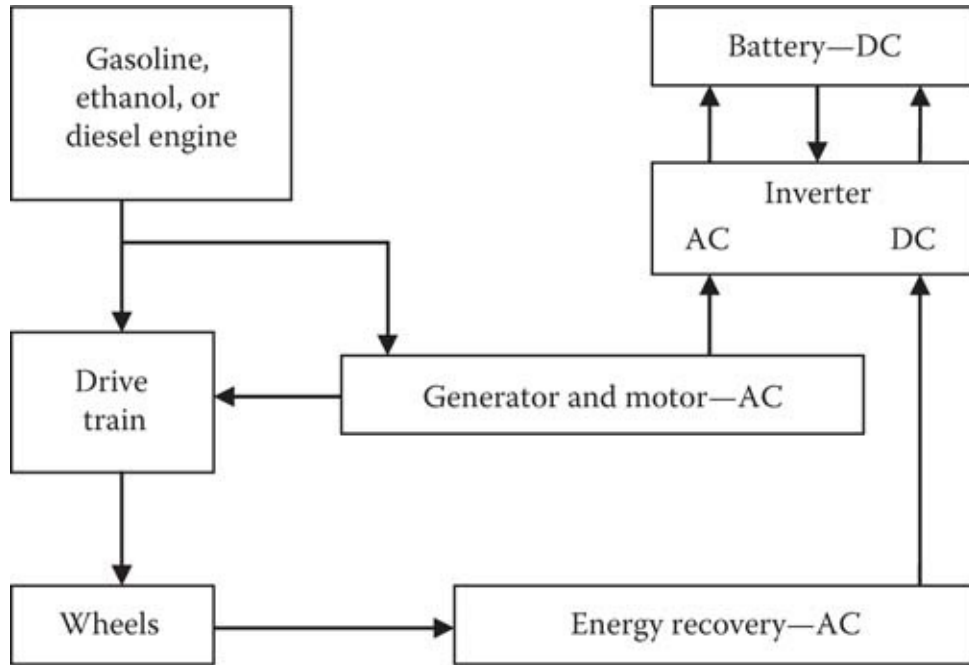 Gasoline,
ethanol, or
diesel engine
Battery—DC
Inverter
AC DC
Drive
train
Generator and motor—AC
Wheels
Energy recovery—AC